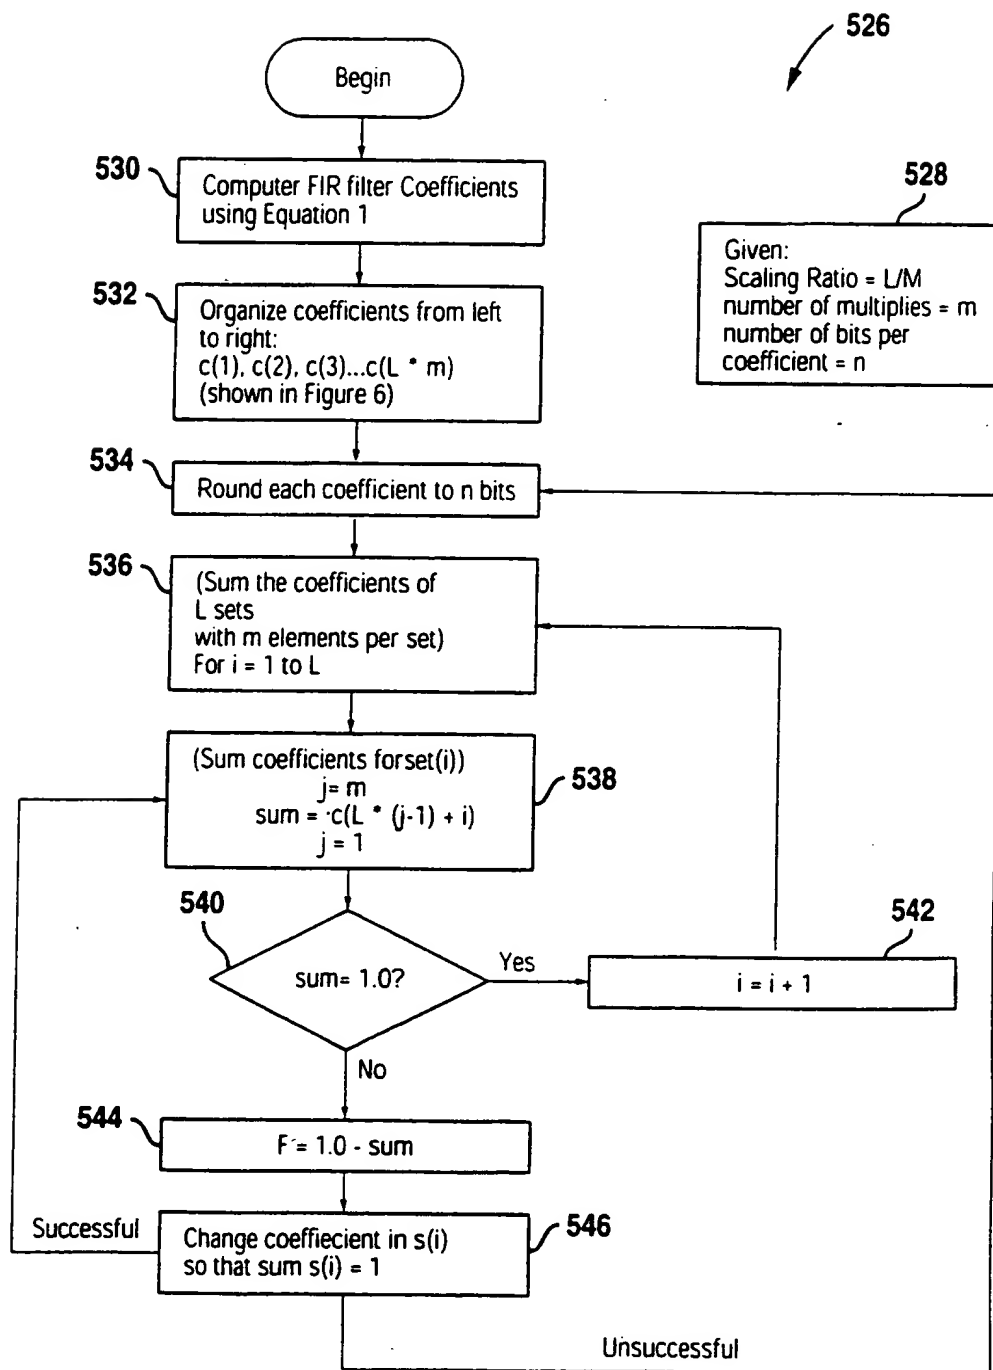 526
Begin
530
Computer FIR filter Coefficients
using Equation 1
528
Given:
Scaling Ratio = L/M
number of multiplies = m
number of bits per
coefficient = n
532
Organize coefficients from left
to right:
c(1), c(2), c(3)...c(L * m)
(shown in Figure 6)
534
Round each coefficient to n bits
536
(Sum the coefficients of
L sets
with m elements per set)
For i = 1 to L
538
(Sum coefficients forset(i))
j= m
sum = ·c(L * (j-1) + i)
j = 1
540
sum= 1.0?
Yes
542
i = i + 1
No
544
F = 1.0 - sum
Successful
546
Change coeffiecient in s(i)
so that sum s(i) = 1
Unsuccessful